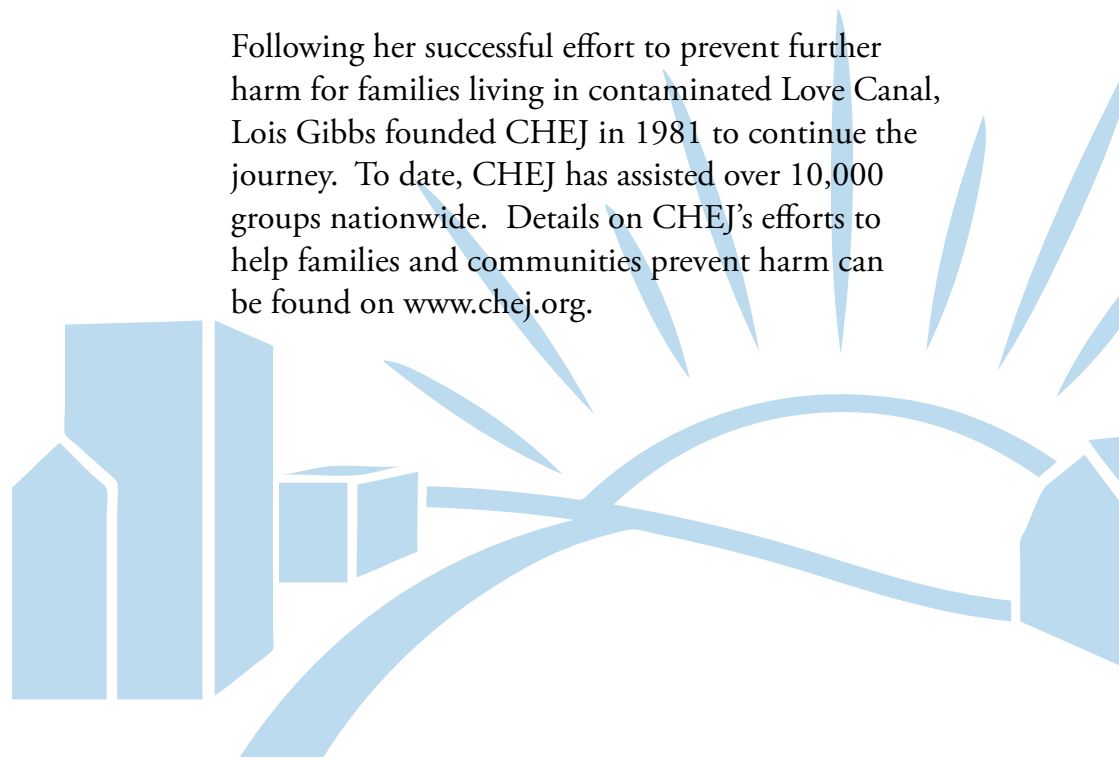 Following her successful effort to prevent further
harm for families living in contaminated Love Canal,
Lois Gibbs founded CHEJ in 1981 to continue the
journey.  To date, CHEJ has assisted over 10,000
groups nationwide.  Details on CHEJ’s efforts to
help families and communities prevent harm can
be found on www.chej.org.